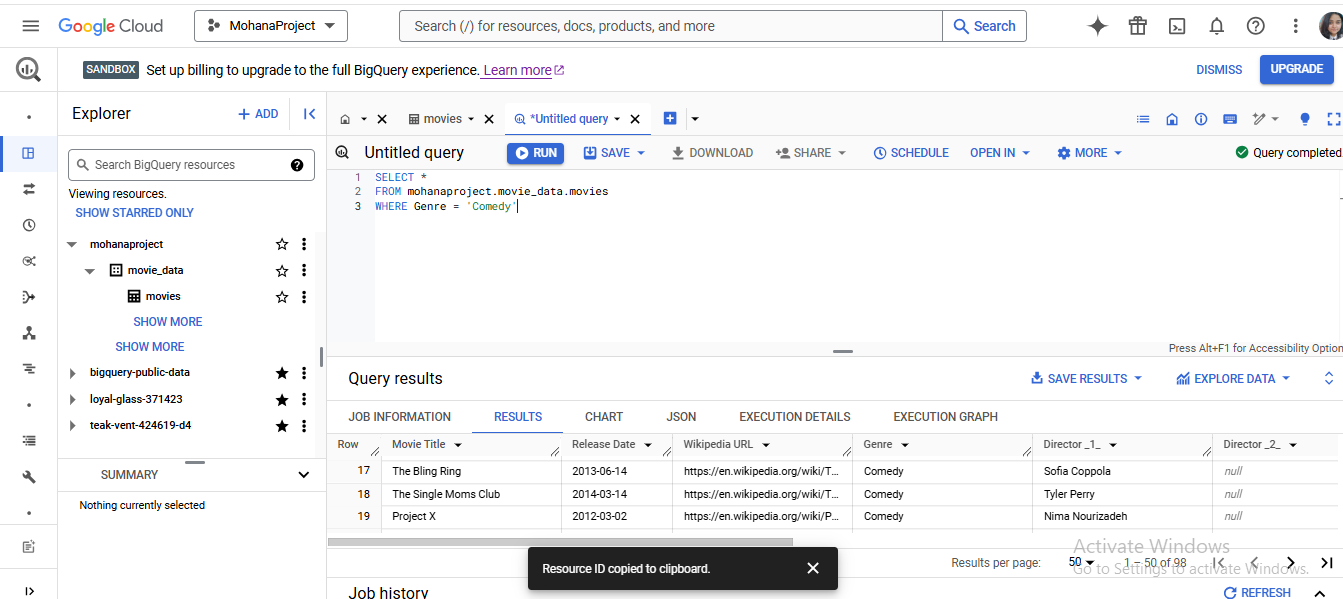 Google Cloud
MohanaProject
Search (/) for resources, docs, products, and more
Search
SANDBOX Set up billing to upgrade to the full BigQuery experience. Learn more
DISMISS
UPGRADE
Explorer
+ ADD
Search BigQuery resources
Viewing resources.
SHOW STARRED ONLY
mohanaproject
movie_data
movies
SHOW MORE
SHOW MORE
bigquery-public-data
loyal-glass-371423
teak-vent-424619-d4
SUMMARY
Nothing currently selected
movies
*Untitled query
Untitled query
RUN
SAVE
DOWNLOAD
SHARE
SCHEDULE
OPEN IN
MORE
Query completed
1 SELECT *
2 FROM mohanaproject.movie_data.movies
3 WHERE Genre = 'Comedy'
Press Alt+F1 for Accessibility Option
Query results
SAVE RESULTS
EXPLORE DATA
JOB INFORMATION RESULTS CHART JSON EXECUTION DETAILS EXECUTION GRAPH
Row Movie Title Release Date Wikipedia URL Genre Director _1_ Director _2_
17 The Bling Ring 2013-06-14 https://en.wikipedia.org/wiki/T... Comedy Sofia Coppola null
18 The Single Moms Club 2014-03-14 https://en.wikipedia.org/wiki/T... Comedy Tyler Perry null
19 Project X 2012-03-02 https://en.wikipedia.org/wiki/P... Comedy Nima Nourizadeh null
Activate Windows
Go to Settings to activate Windows.
Results per page: 50 1 – 50 of 98
Resource ID copied to clipboard.
Job history
REFRESH